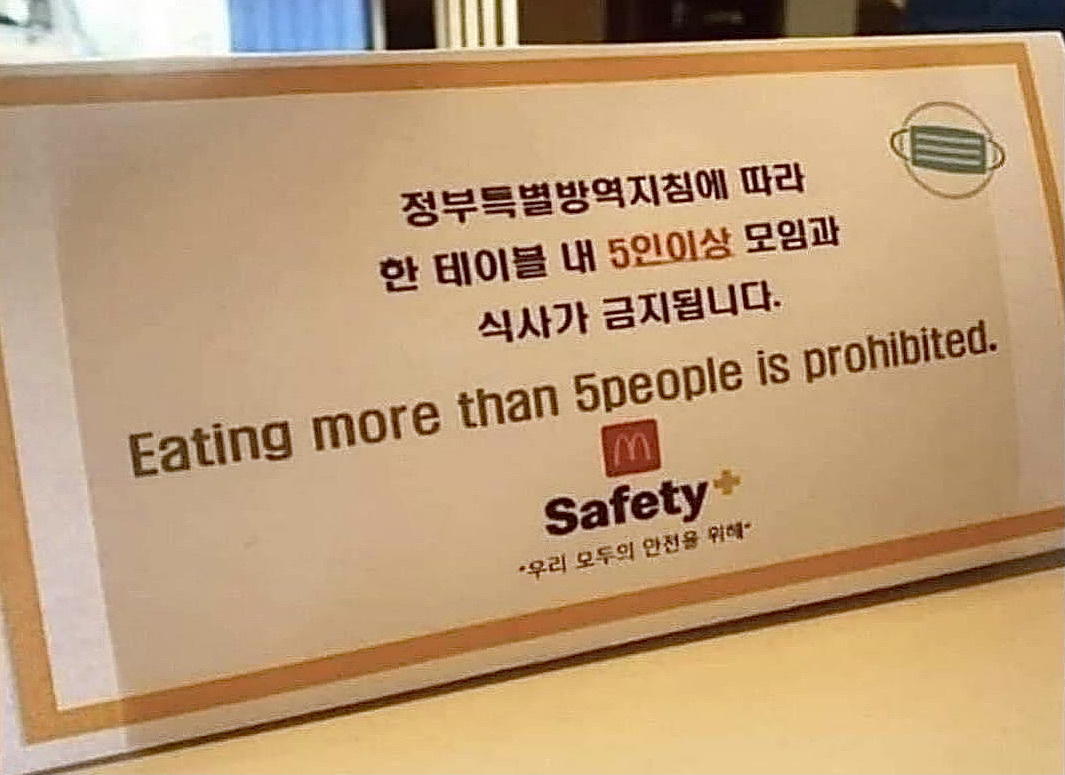 정부특별방역지침에 따라
한 테이블 내 5인이상 모임과
식사가 금지됩니다.
Eating more than 5people is prohibited.
Safety+
"우리 모두의 안전을 위해"